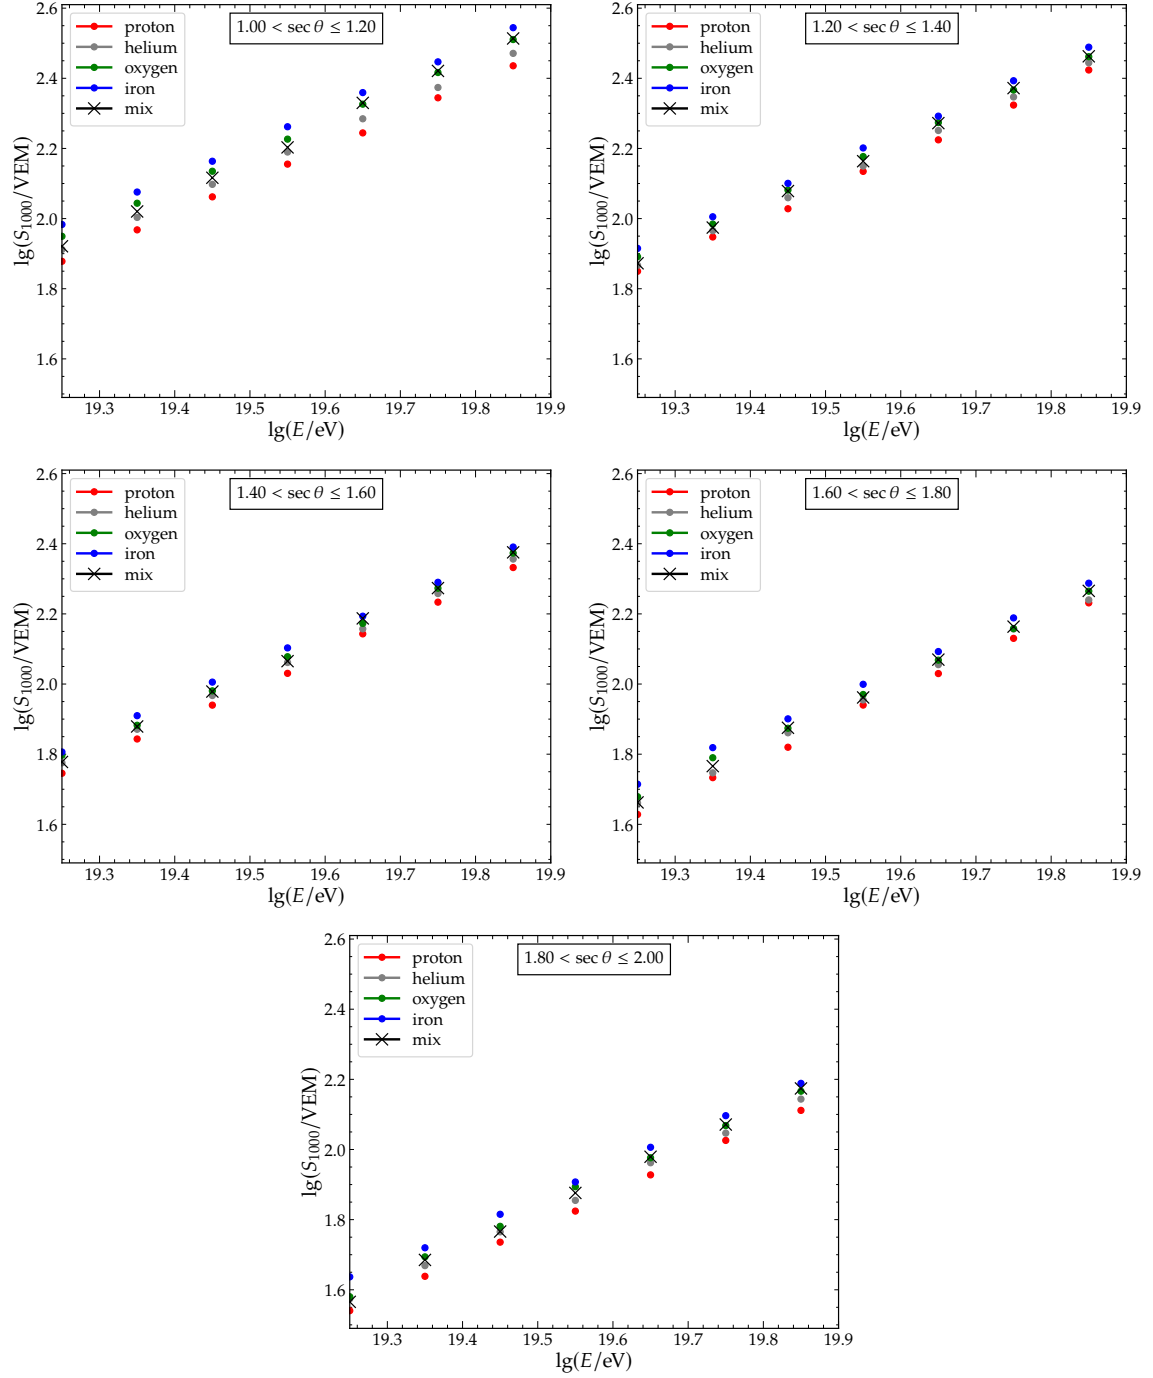 2.6
2.4
2.2
2.0
1.8
1.6
lg(S1000/VEM)
proton
helium
oxygen
iron
mix
1.00 < sec θ ≤ 1.20
19.3 19.4 19.5 19.6 19.7 19.8 19.9
lg(E/eV)
2.6
2.4
2.2
2.0
1.8
1.6
lg(S1000/VEM)
proton
helium
oxygen
iron
mix
1.20 < sec θ ≤ 1.40
19.3 19.4 19.5 19.6 19.7 19.8 19.9
lg(E/eV)
2.6
2.4
2.2
2.0
1.8
1.6
lg(S1000/VEM)
proton
helium
oxygen
iron
mix
1.40 < sec θ ≤ 1.60
19.3 19.4 19.5 19.6 19.7 19.8 19.9
lg(E/eV)
2.6
2.4
2.2
2.0
1.8
1.6
lg(S1000/VEM)
proton
helium
oxygen
iron
mix
1.60 < sec θ ≤ 1.80
19.3 19.4 19.5 19.6 19.7 19.8 19.9
lg(E/eV)
2.6
2.4
2.2
2.0
1.8
1.6
lg(S1000/VEM)
proton
helium
oxygen
iron
mix
1.80 < sec θ ≤ 2.00
19.3 19.4 19.5 19.6 19.7 19.8 19.9
lg(E/eV)